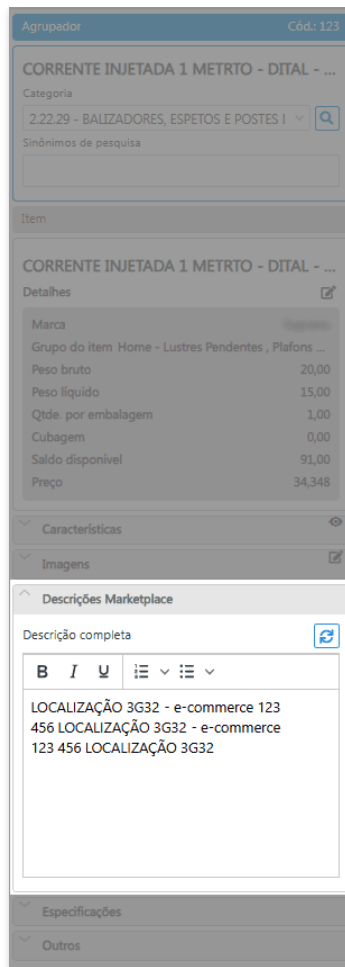 Agrupador Cód.: 123
CORRENTE INJETADA 1 METRTO - DITAL - ...
Categoria
2.22.29 - BALIZADORES, ESPETOS E POSTES I
Sinônimos de pesquisa
Item
CORRENTE INJETADA 1 METRTO - DITAL - ...
Detalhes
Marca
Grupo do item Home - Lustres Pendentes , Plafons ...
Peso bruto 20,00
Peso líquido 15,00
Qtde. por embalagem 1,00
Cubagem 0,00
Saldo disponível 91,00
Preço 34,348
Características
Imagens
Descrições Marketplace
Descrição completa
B I U
LOCALIZAÇÃO 3G32 - e-commerce 123
456 LOCALIZAÇÃO 3G32 - e-commerce
123 456 LOCALIZAÇÃO 3G32
Especificações
Outros